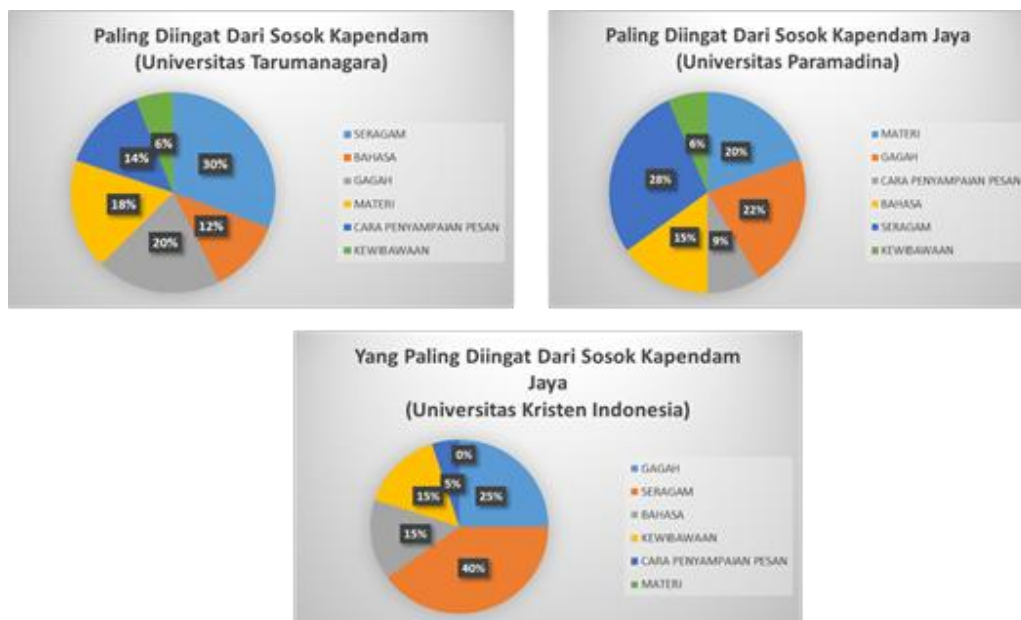 Paling Diingat Dari Sosok Kapendam
(Universitas Tarumanagara)
6%
14%
30%
18%
12%
20%
SERAGAM
BAHASA
GAGAH
MATERI
CARA PENYAMPAIAN PESAN
KEWIBAWAAN
Paling Diingat Dari Sosok Kapendam Jaya
(Universitas Paramadina)
6%
20%
28%
22%
15%
9%
MATERI
GAGAH
CARA PENYAMPAIAN PESAN
BAHASA
SERAGAM
KEWIBAWAAN
Yang Paling Diingat Dari Sosok Kapendam
Jaya
(Universitas Kristen Indonesia)
0%
5%
15%
25%
15%
40%
GAGAH
SERAGAM
BAHASA
KEWIBAWAAN
CARA PENYAMPAIAN PESAN
MATERI